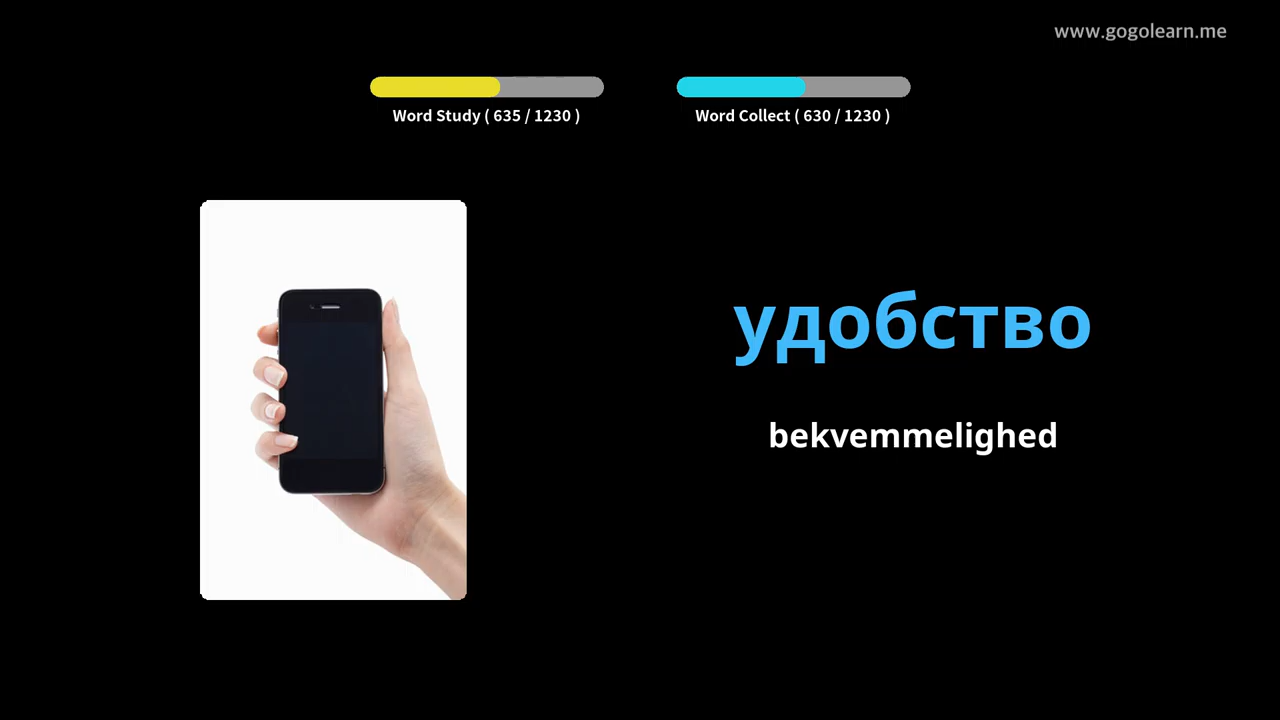 www.gogolearn.me
Word Study ( 635 / 1230 )
Word Collect ( 630 / 1230 )
удобство
bekvemmelighed